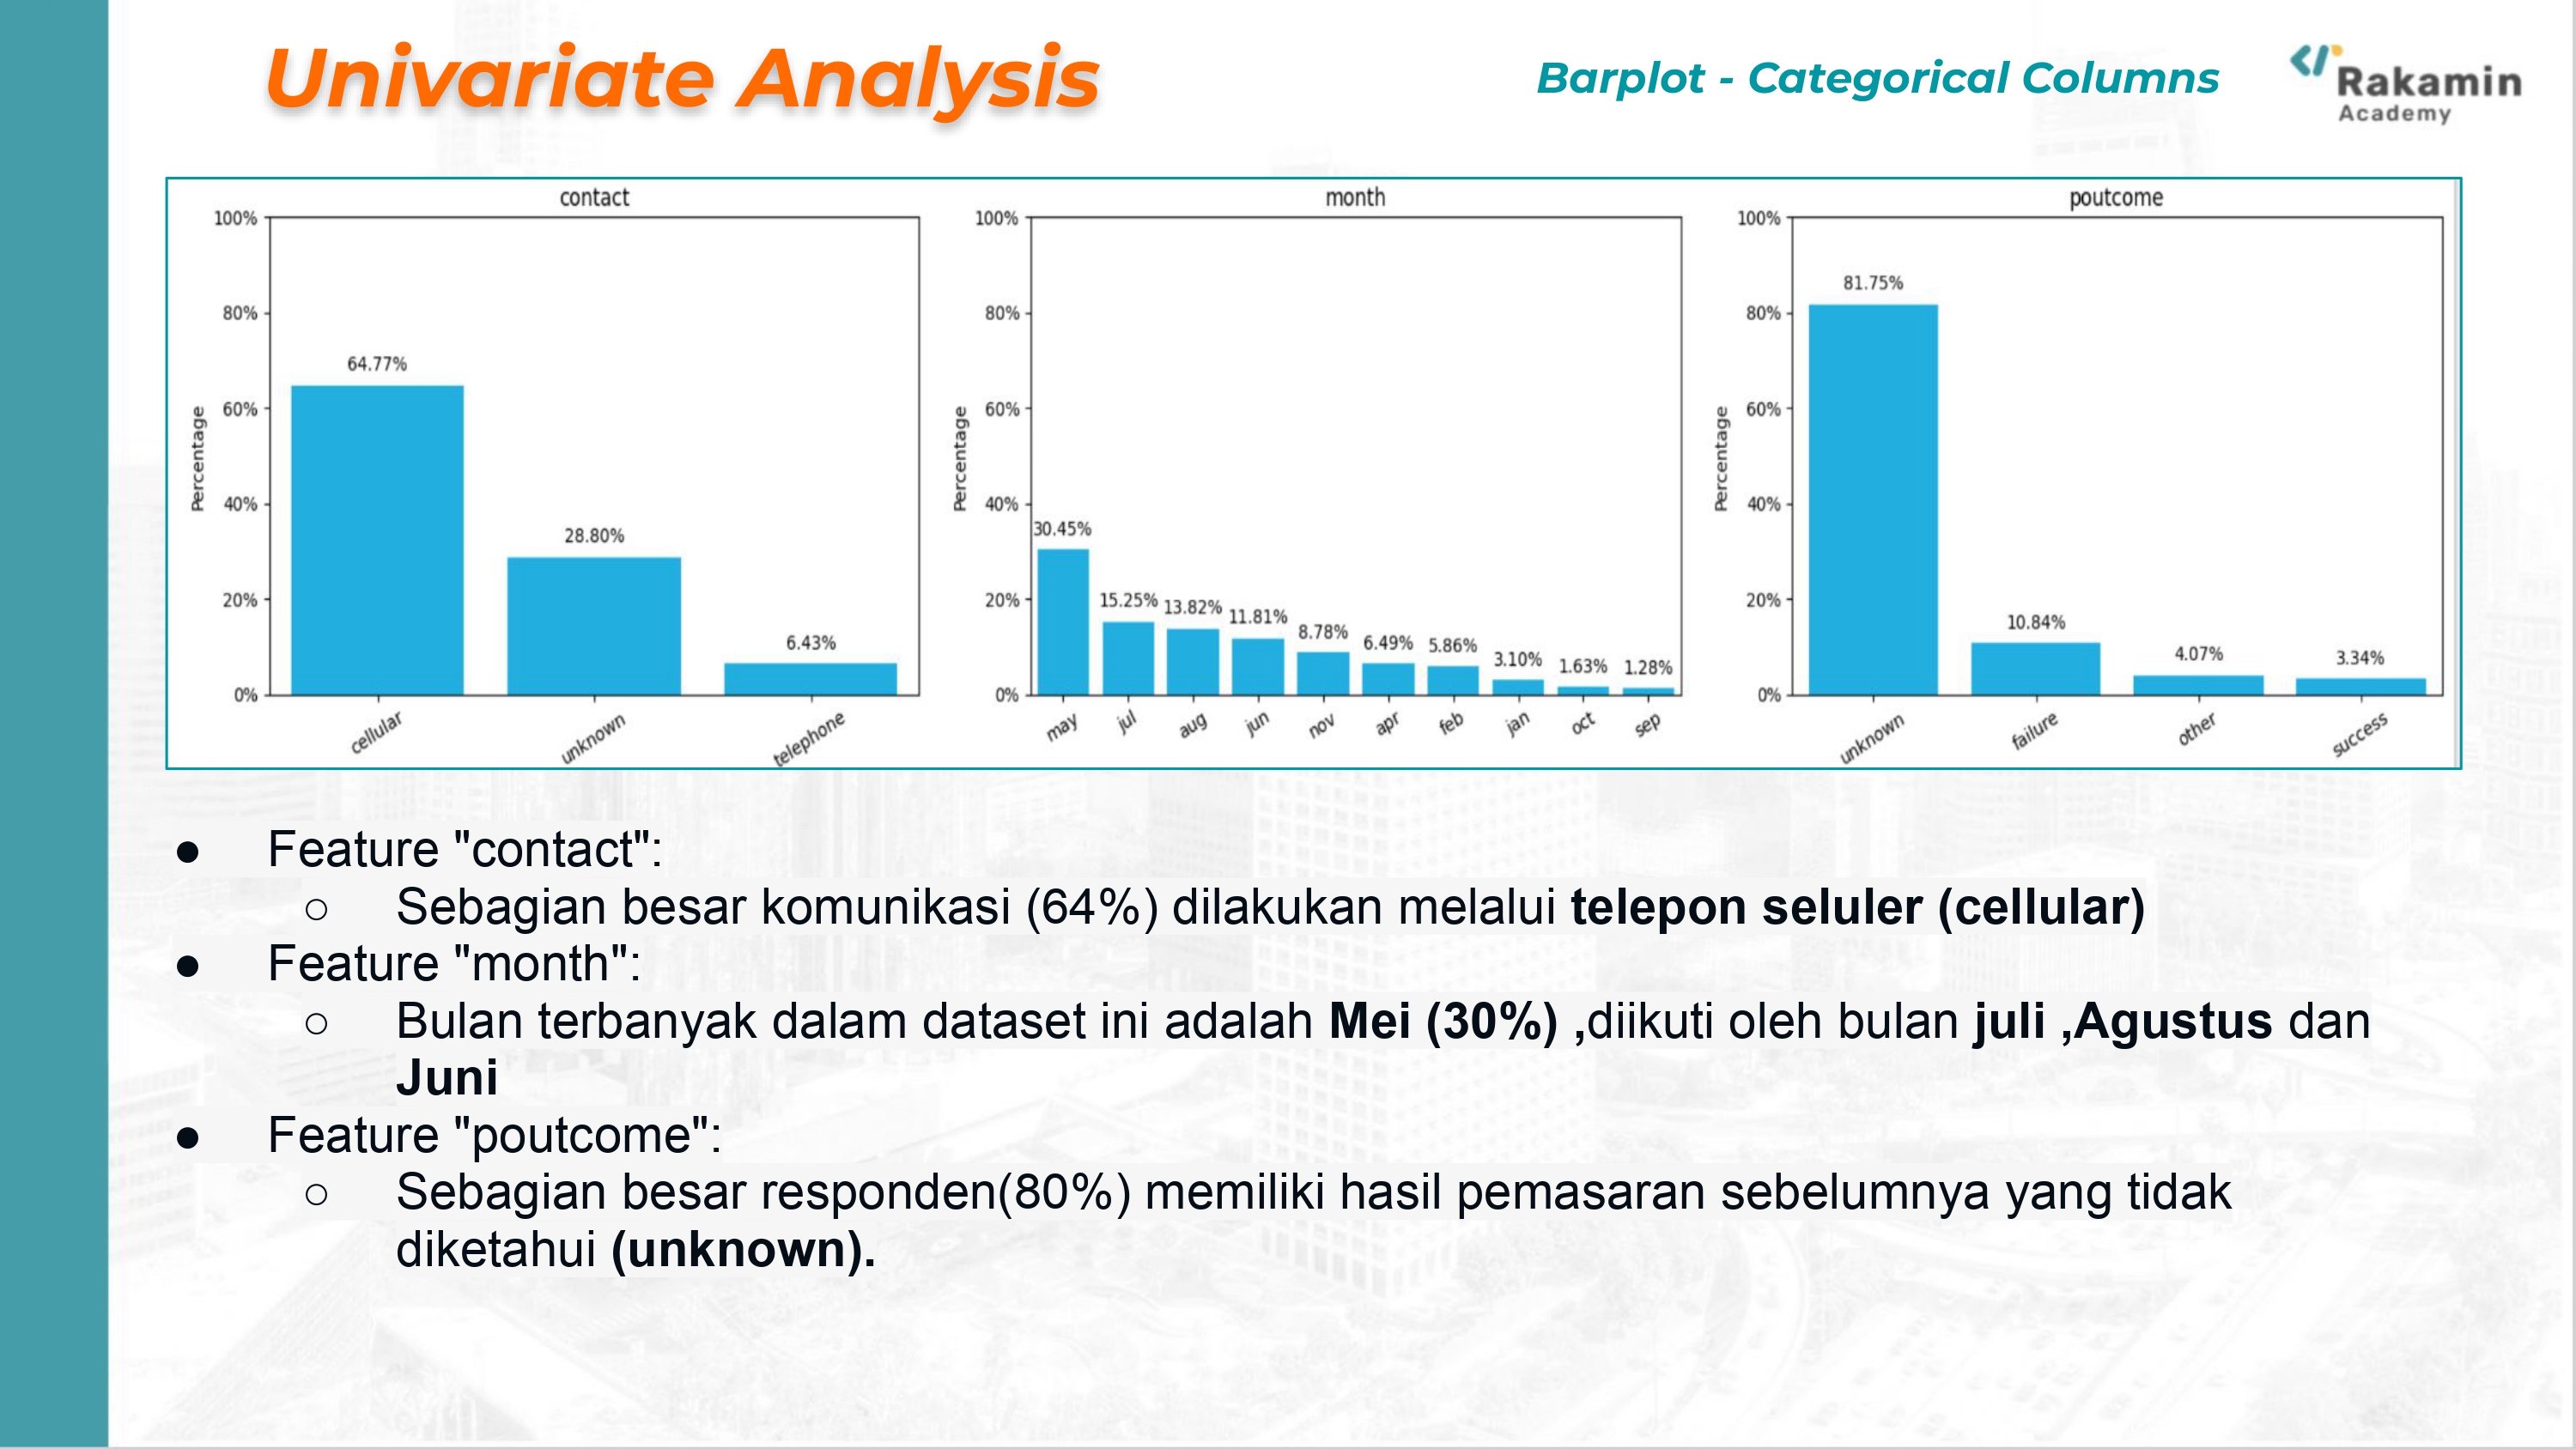 Univariate Analysis
Barplot - Categorical Columns
Rakamin
Academy
contact
100%
80%
60%
40%
20%
0%
Percentage
64.77%
28.80%
6.43%
cellular
unknown
telephone
month
100%
80%
60%
40%
20%
0%
Percentage
30.45%
15.25%
13.82%
11.81%
8.78%
6.49%
5.86%
3.10%
1.63%
1.28%
may
jul
aug
jun
nov
apr
feb
jan
oct
sep
poutcome
100%
80%
60%
40%
20%
0%
Percentage
81.75%
10.84%
4.07%
3.34%
unknown
failure
other
success
● Feature "contact":
○ Sebagian besar komunikasi (64%) dilakukan melalui telepon seluler (cellular)
● Feature "month":
○ Bulan terbanyak dalam dataset ini adalah Mei (30%) ,diikuti oleh bulan juli ,Agustus dan
Juni
● Feature "poutcome":
○ Sebagian besar responden(80%) memiliki hasil pemasaran sebelumnya yang tidak
diketahui (unknown).